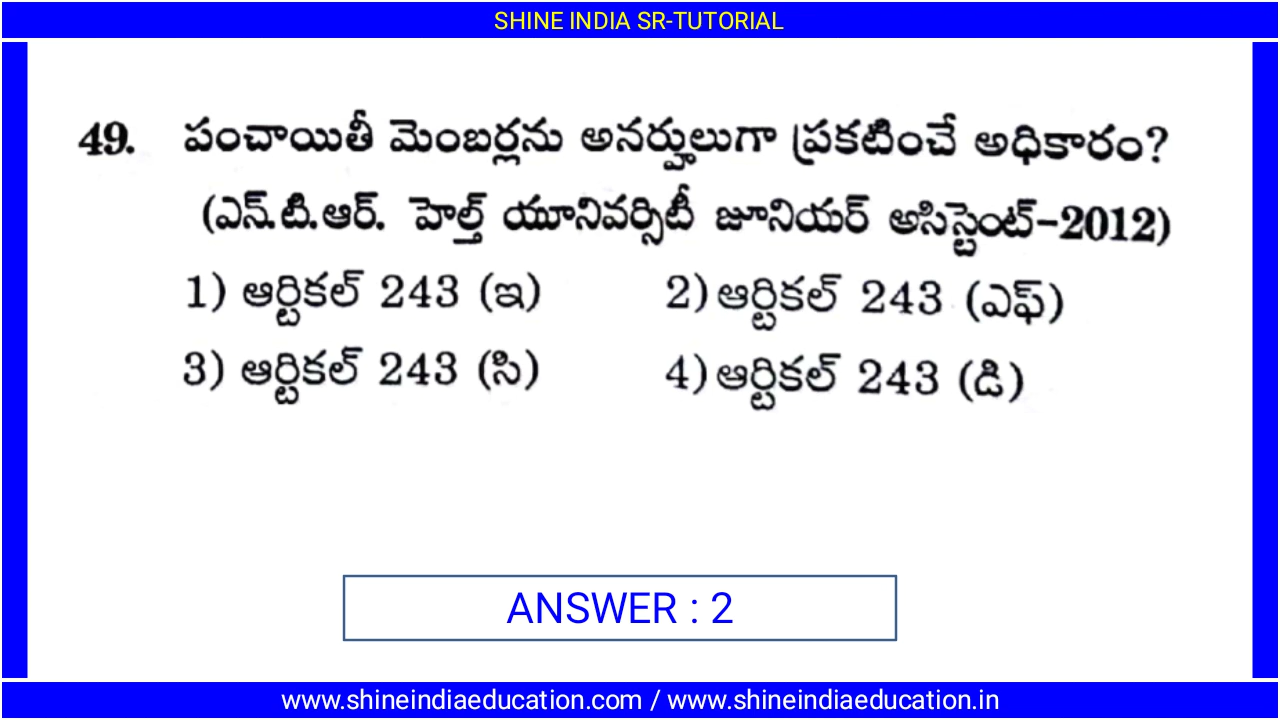 SHINE INDIA SR-TUTORIAL
49. పంచాయితీ మెంబర్లను అనర్హులుగా ప్రకటించే అధికారం?
(ఎన్.టి.ఆర్. హెల్త్ యూనివర్సిటీ జూనియర్ అసిస్టెంట్-2012)
1) ఆర్టికల్ 243 (ఇ) 2) ఆర్టికల్ 243 (ఎఫ్)
3) ఆర్టికల్ 243 (సి) 4) ఆర్టికల్ 243 (డి)
ANSWER : 2
www.shineindiaeducation.com / www.shineindiaeducation.in